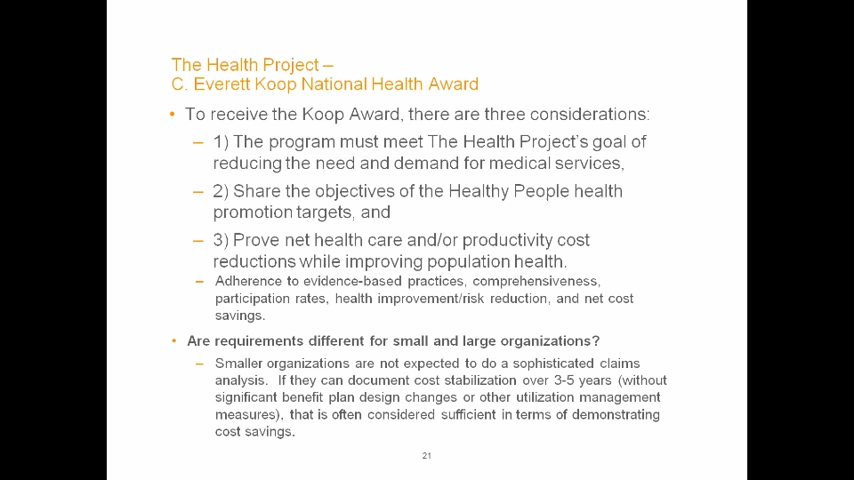 The Health Project –
C. Everett Koop National Health Award
• To receive the Koop Award, there are three considerations:
– 1) The program must meet The Health Project's goal of
reducing the need and demand for medical services,
– 2) Share the objectives of the Healthy People health
promotion targets, and
– 3) Prove net health care and/or productivity cost
reductions while improving population health.
– Adherence to evidence-based practices, comprehensiveness,
participation rates, health improvement/risk reduction, and net cost
savings.
• Are requirements different for small and large organizations?
– Smaller organizations are not expected to do a sophisticated claims
analysis. If they can document cost stabilization over 3-5 years (without
significant benefit plan design changes or other utilization management
measures), that is often considered sufficient in terms of demonstrating
cost savings.
21